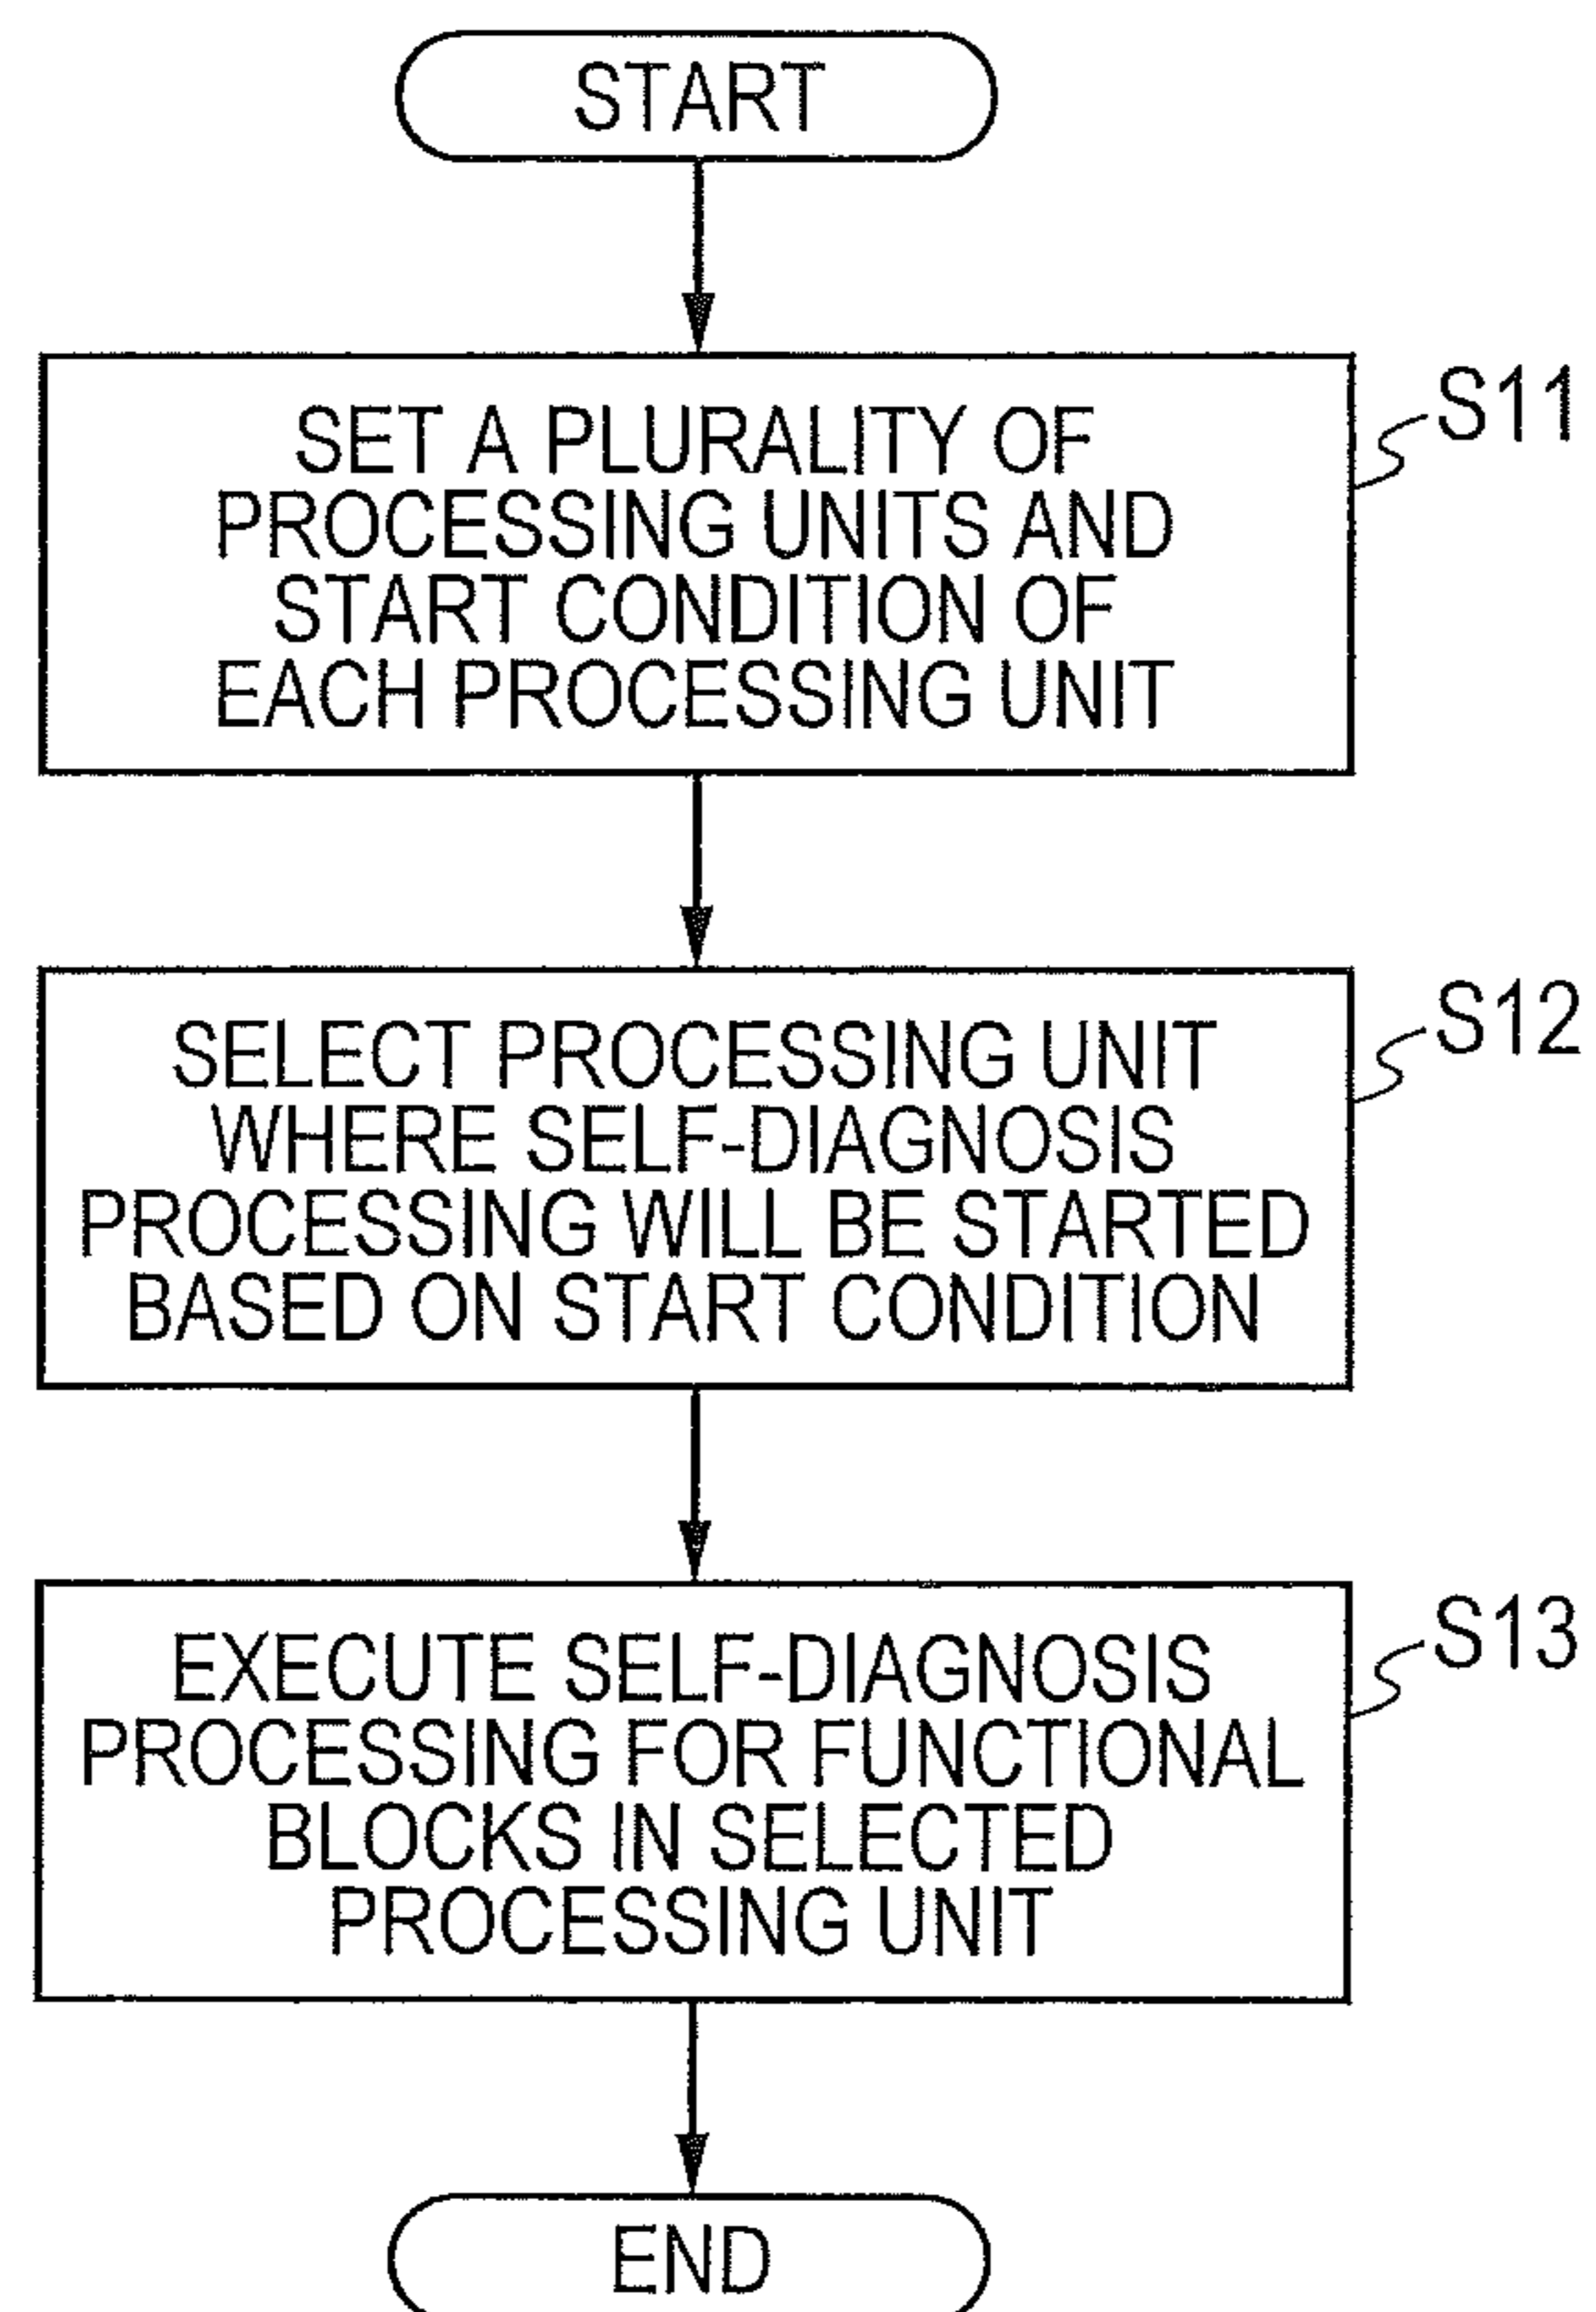 START
SET A PLURALITY OF
PROCESSING UNITS AND
START CONDITION OF
EACH PROCESSING UNIT
S11
SELECT PROCESSING UNIT
WHERE SELF-DIAGNOSIS
PROCESSING WILL BE STARTED
BASED ON START CONDITION
S12
EXECUTE SELF-DIAGNOSIS
PROCESSING FOR FUNCTIONAL
BLOCKS IN SELECTED
PROCESSING UNIT
S13
END